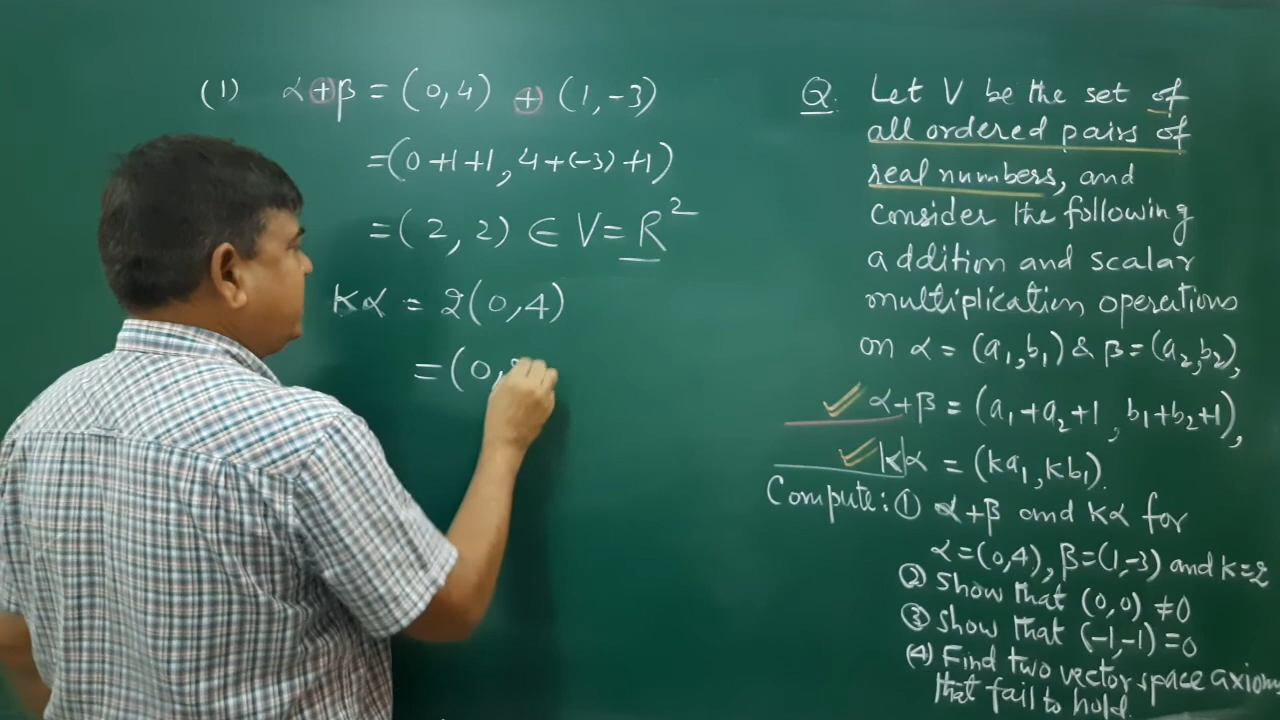 (1) α+β = (0,4) + (1,-3)
=(0+1+1, 4+(-3)+1)
=(2,2) ∈ V=R²
kα = 2(0,4)
=(0,
Q. Let V be the set of
all ordered pairs of
real numbers, and
consider the following
addition and scalar
multiplication operations
on α = (a₁,b₁) & β=(a₂,b₂),
✓ α+β = (a₁+a₂+1, b₁+b₂+1),
✓ kα = (ka₁,kb₁).
Compute: ① α+β and kα for
α=(0,4), β=(1,-3) and k=2
② Show that (0,0) ≠0
③ Show that (-1,-1)=0
(4) Find two vector space axiom
that fail to hold.